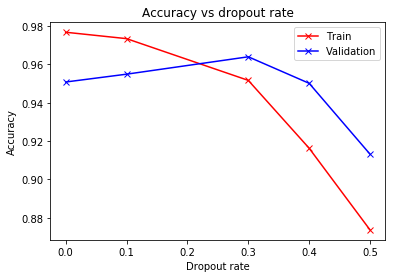 Accuracy vs dropout rate
Train
Validation
0.98
0.96
0.94
0.92
0.90
0.88
Accuracy
0.0
0.1
0.2
0.3
0.4
0.5
Dropout rate